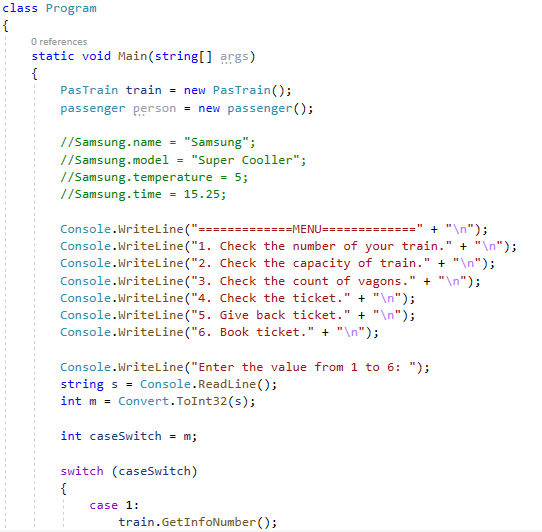 class Program
{
0 references
static void Main(string[] args)
{
PasTrain train = new PasTrain();
passenger person = new passenger();
//Samsung.name = "Samsung";
//Samsung.model = "Super Cooller";
//Samsung.temperature = 5;
//Samsung.time = 15.25;
Console.WriteLine("=============MENU=============" + "\n");
Console.WriteLine("1. Check the number of your train." + "\n");
Console.WriteLine("2. Check the capacity of train." + "\n");
Console.WriteLine("3. Check the count of vagons." + "\n");
Console.WriteLine("4. Check the ticket." + "\n");
Console.WriteLine("5. Give back ticket." + "\n");
Console.WriteLine("6. Book ticket." + "\n");
Console.WriteLine("Enter the value from 1 to 6: ");
string s = Console.ReadLine();
int m = Convert.ToInt32(s);
int caseSwitch = m;
switch (caseSwitch)
{
case 1:
train.GetInfoNumber();